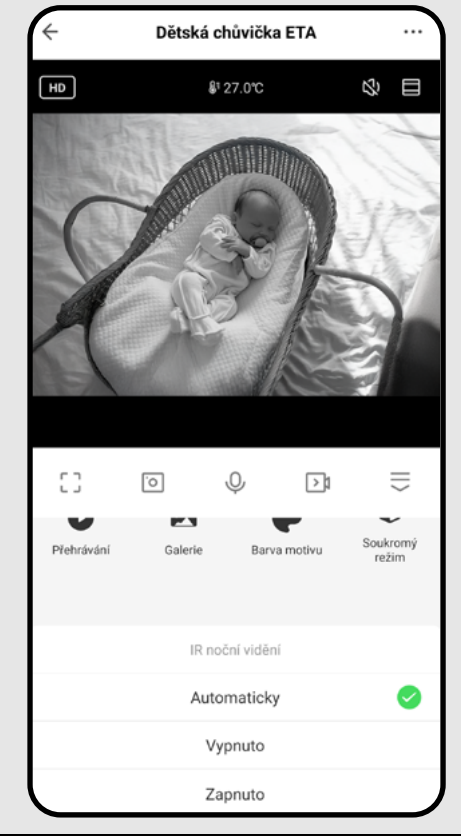 Dětská chůvička ETA
HD
27.0℃
Přehrávání
Galerie
Barva motivu
Soukromý
režim
IR noční vidění
Automaticky
Vypnuto
Zapnuto